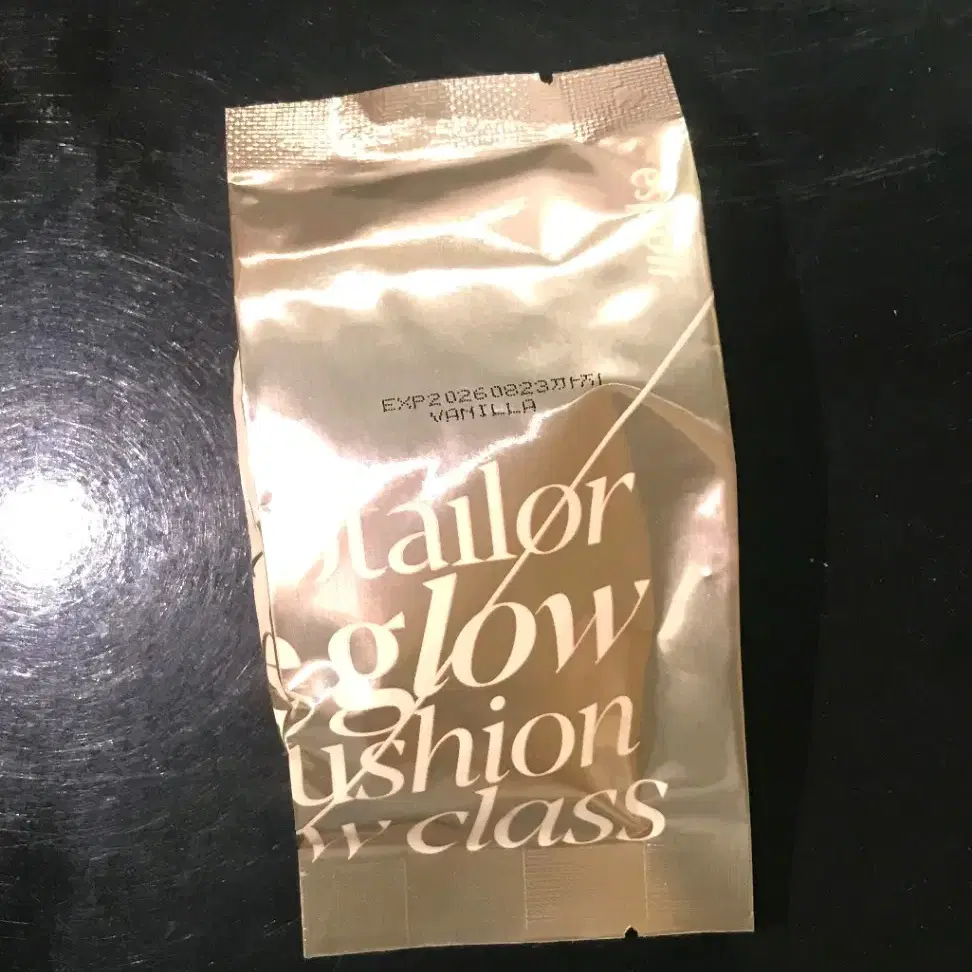 EXP20260823까지
VANILLA
tailor
glow
ushion
w class